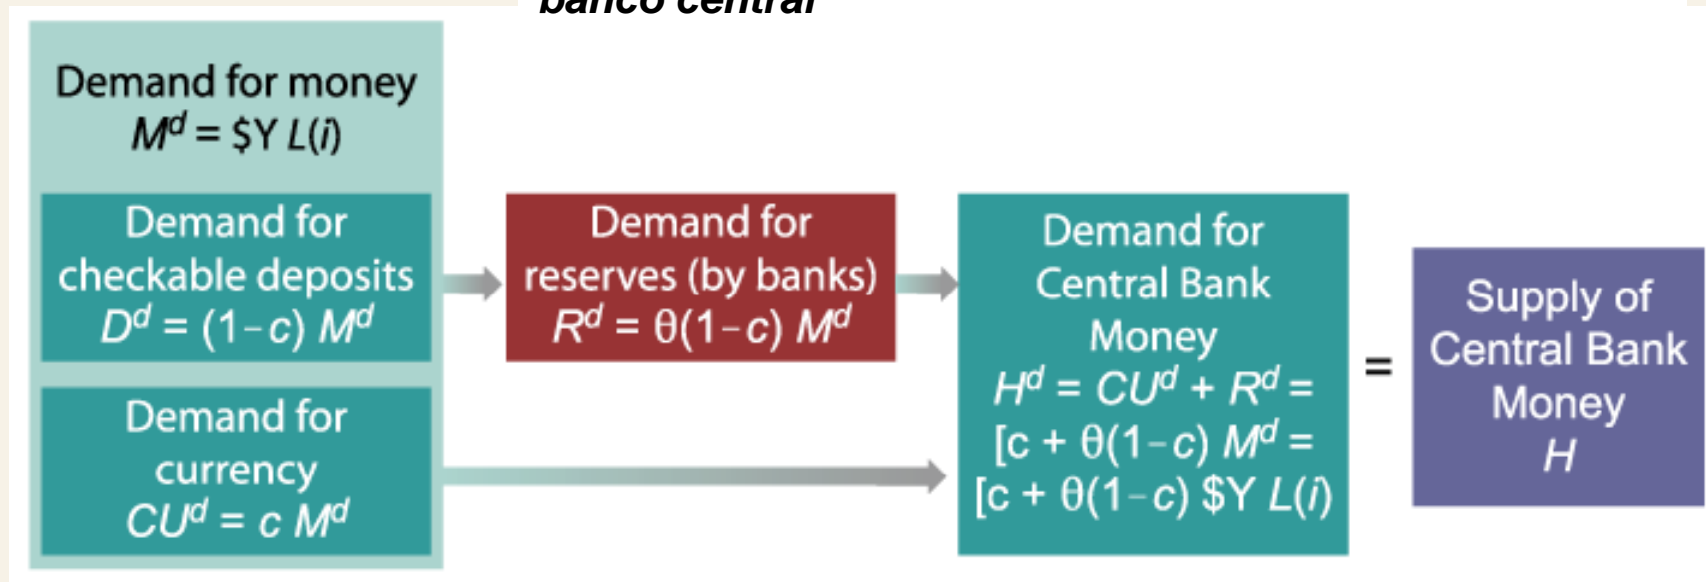 banco central
Demand for money
Mᵈ = $Y L(i)
Demand for
checkable deposits
Dᵈ = (1−c) Mᵈ
Demand for
currency
CUᵈ = c Mᵈ
Demand for
reserves (by banks)
Rᵈ = θ(1−c) Mᵈ
Demand for
Central Bank
Money
Hᵈ = CUᵈ + Rᵈ =
[c + θ(1−c) Mᵈ =
[c + θ(1−c) $Y L(i)
=
Supply of
Central Bank
Money
H